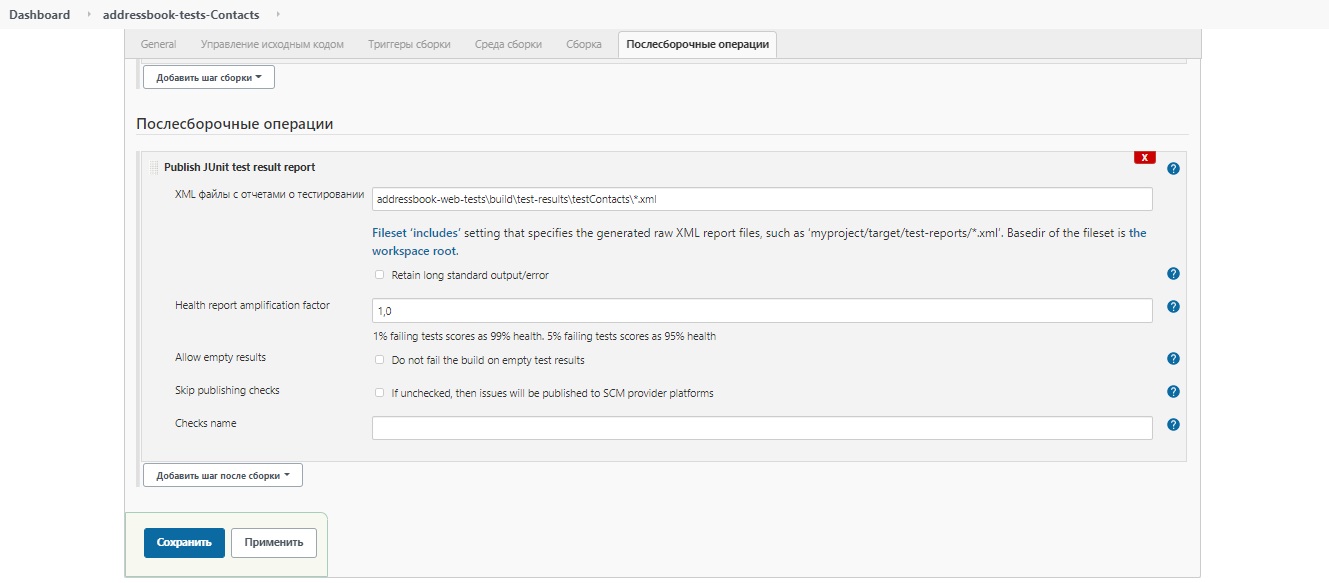 Dashboard addressbook-tests-Contacts
General Управление исходным кодом Триггеры сборки Среда сборки Сборка Послесборочные операции
Добавить шаг сборки
Послесборочные операции
Publish JUnit test result report X ?
XML файлы с отчетами о тестировании addressbook-web-tests\build\test-results\testContacts\*.xml
Fileset 'includes' setting that specifies the generated raw XML report files, such as 'myproject/target/test-reports/*.xml'. Basedir of the fileset is the
workspace root.
Retain long standard output/error ?
Health report amplification factor 1,0 ?
1% failing tests scores as 99% health. 5% failing tests scores as 95% health
Allow empty results Do not fail the build on empty test results ?
Skip publishing checks If unchecked, then issues will be published to SCM provider platforms ?
Checks name ?
Добавить шаг после сборки
Сохранить Применить